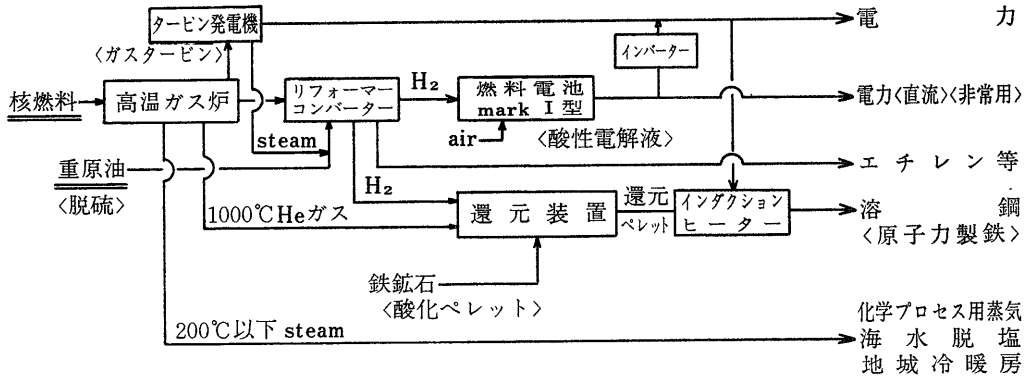 タービン発電機
〈ガスタービン〉
電力
インバーター
核燃料
高温ガス炉
リフォーマー
コンバーター
H₂
燃料電池
mark Ⅰ型
電力〈直流〉〈非常用〉
steam
air
〈酸性電解液〉
重原油
〈脱硫〉
エチレン等
H₂
1000℃Heガス
還元装置
還元
ペレット
インダクション
ヒーター
溶鋼
〈原子力製鉄〉
鉄鉱石
〈酸化ペレット〉
200℃以下 steam
化学プロセス用蒸気
海水脱塩
地城冷暖房